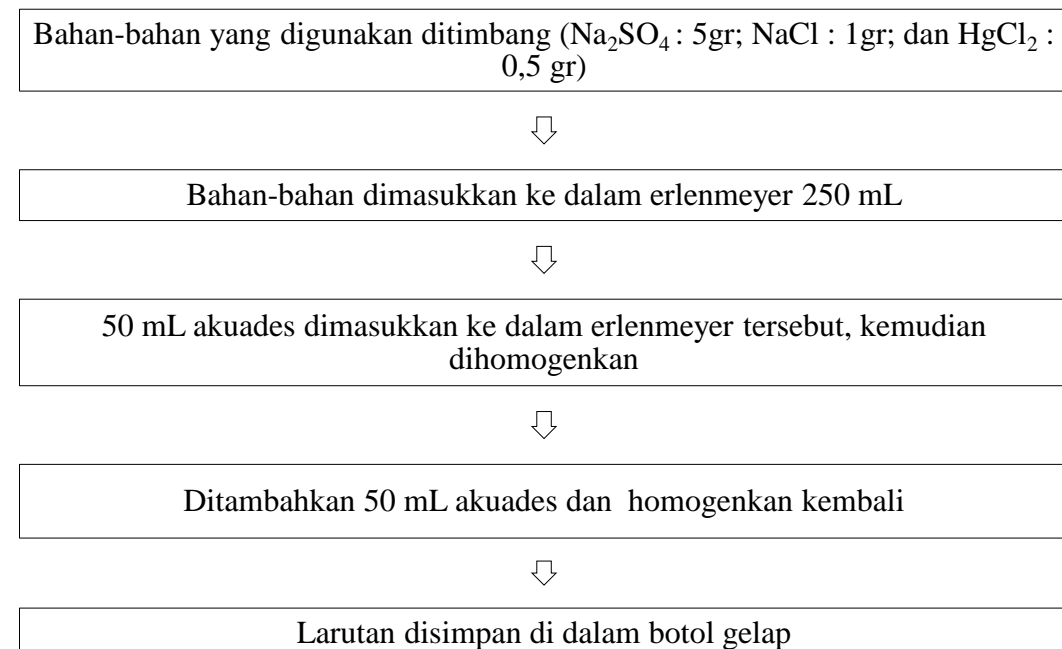 Bahan-bahan yang digunakan ditimbang (Na₂SO₄ : 5gr; NaCl : 1gr; dan HgCl₂ :
0,5 gr)
Bahan-bahan dimasukkan ke dalam erlenmeyer 250 mL
50 mL akuades dimasukkan ke dalam erlenmeyer tersebut, kemudian
dihomogenkan
Ditambahkan 50 mL akuades dan homogenkan kembali
Larutan disimpan di dalam botol gelap